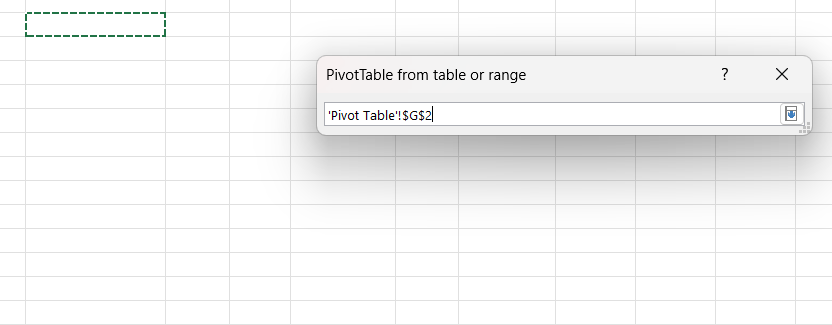 PivotTable from table or range
?
'Pivot Table'!$G$2